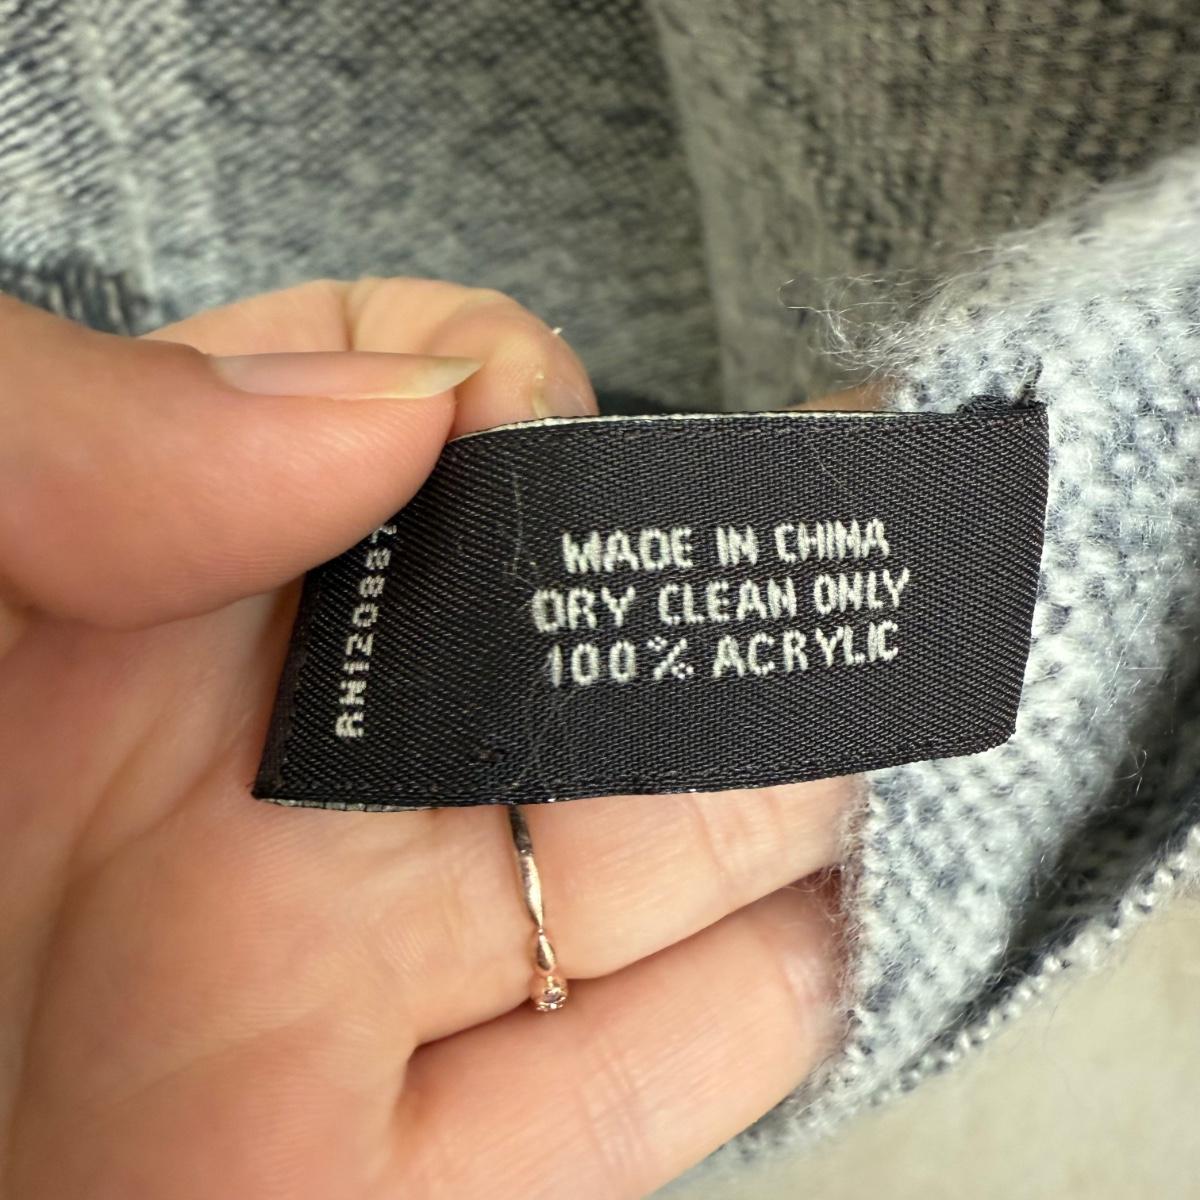 MADE IN CHINA
DRY CLEAN ONLY
100% ACRYLIC